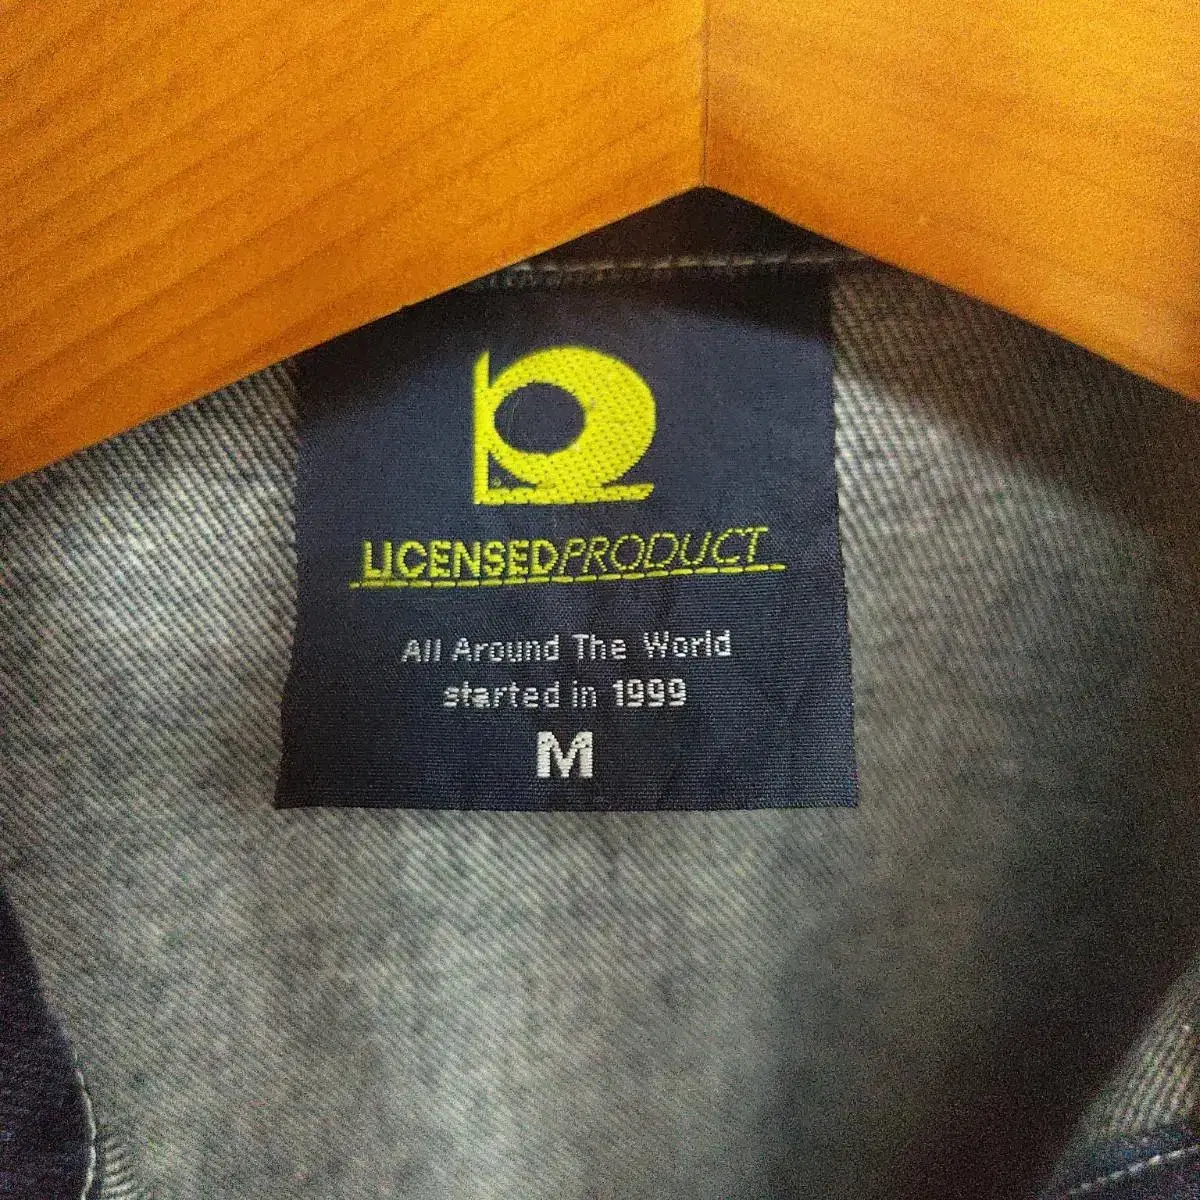 LICENSEDPRODUCT
All Around The World
started in 1999
M